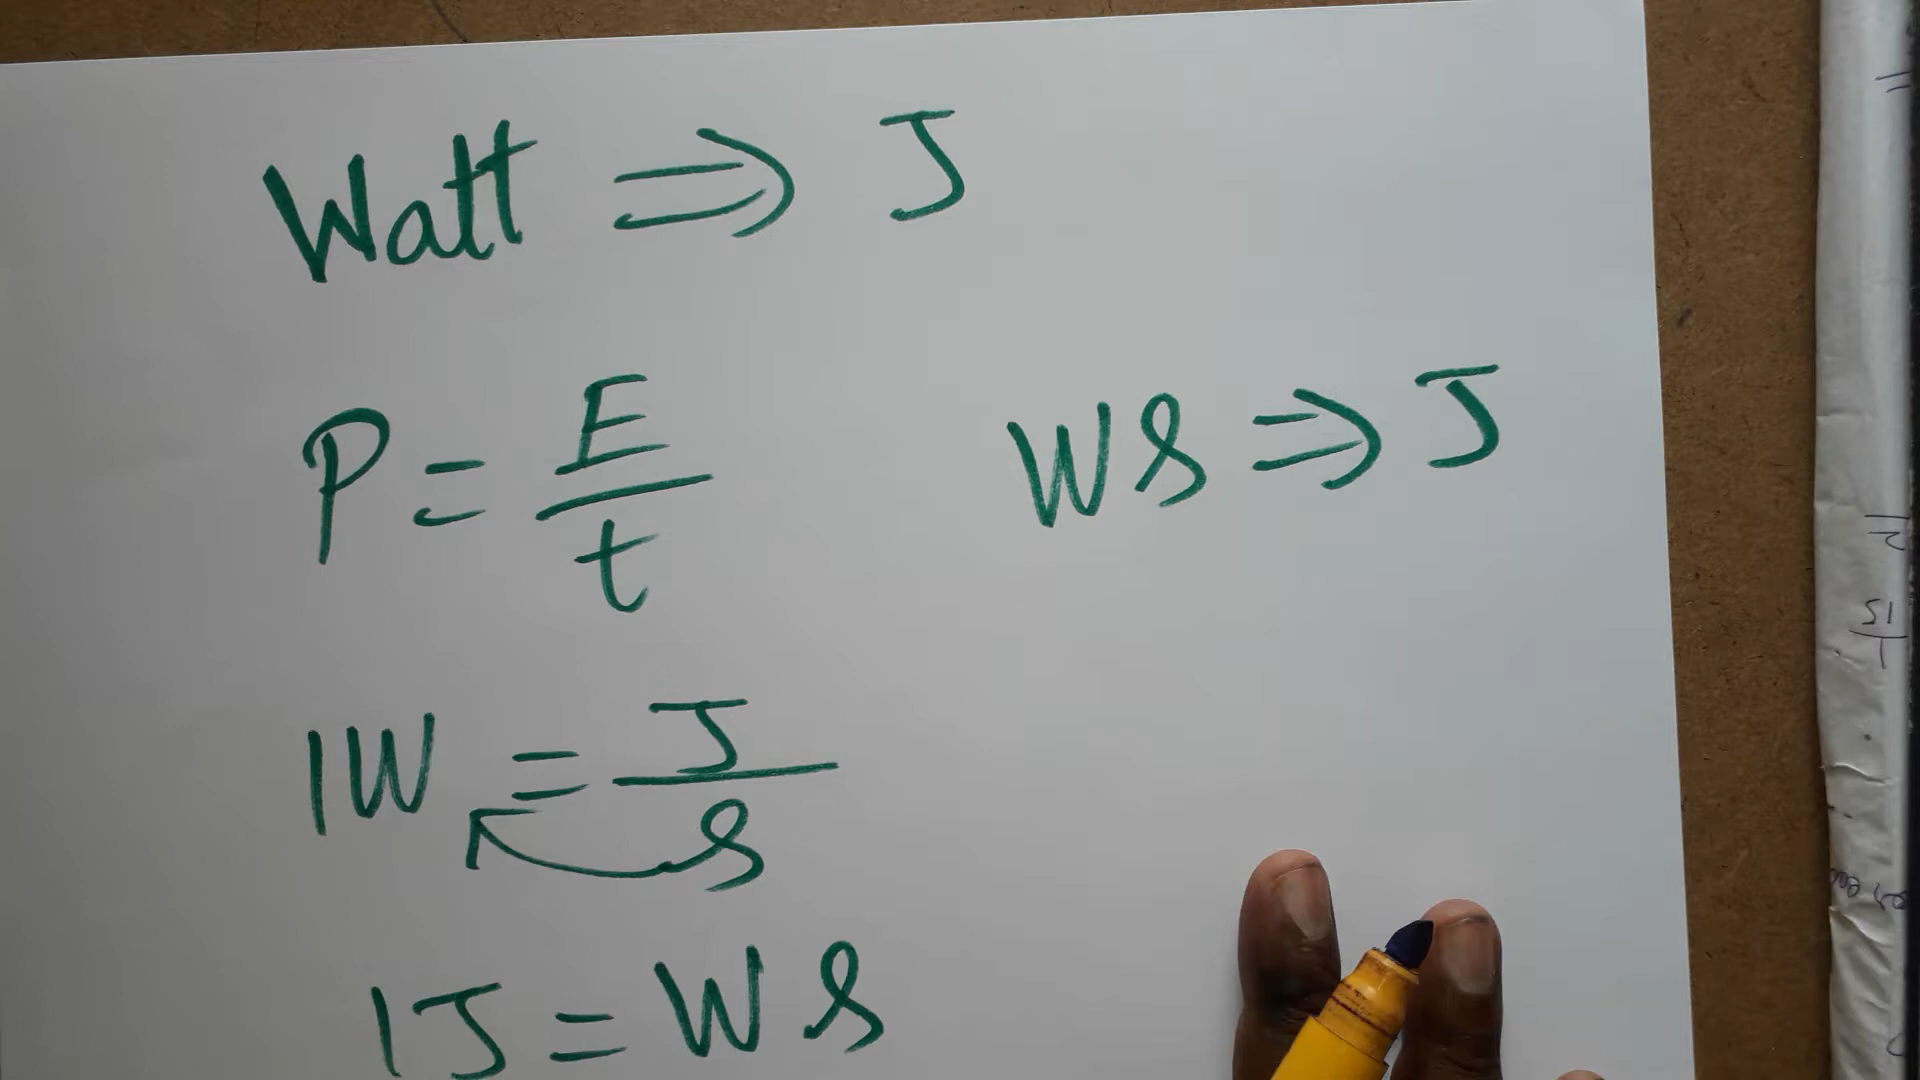 Watt ⇒ J
P = E/t
WS ⇒ J
1W = J/S
1J = WS